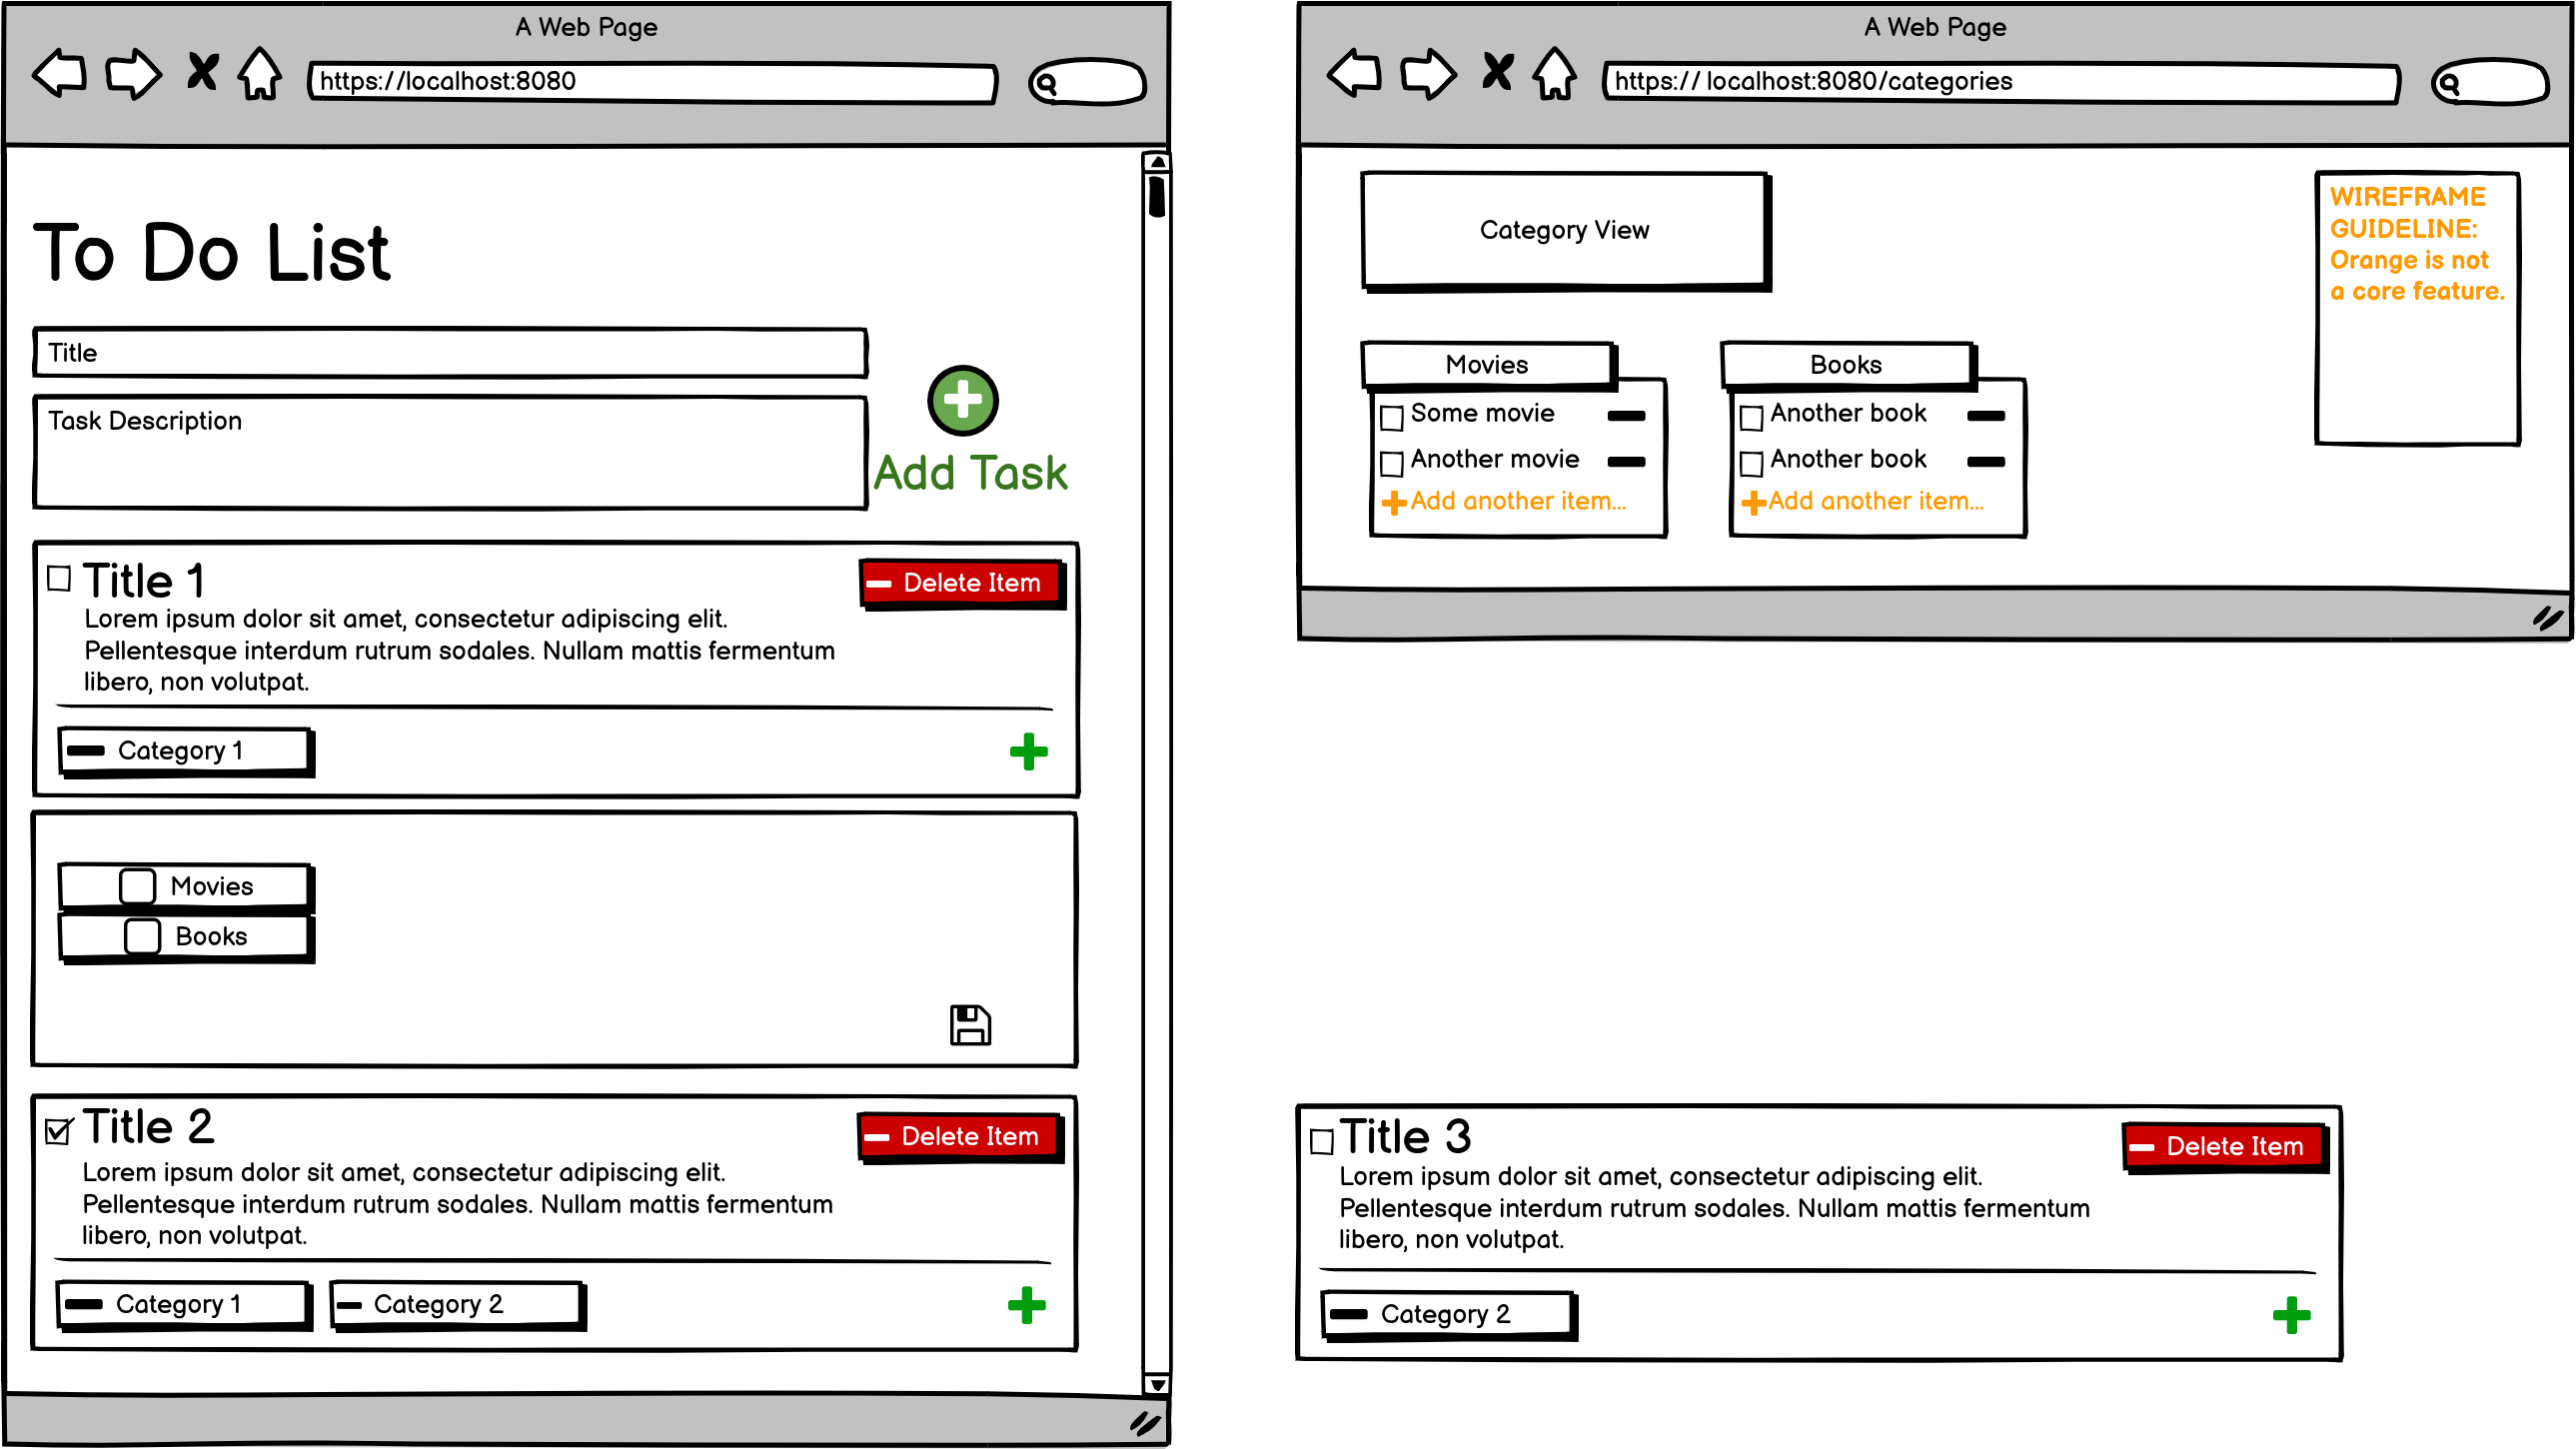 A Web Page
https://localhost:8080
To Do List
Title
Task Description
Add Task
Title 1
Delete Item
Lorem ipsum dolor sit amet, consectetur adipiscing elit.
Pellentesque interdum rutrum sodales. Nullam mattis fermentum
libero, non volutpat.
Category 1
Movies
Books
Title 2
Delete Item
Lorem ipsum dolor sit amet, consectetur adipiscing elit.
Pellentesque interdum rutrum sodales. Nullam mattis fermentum
libero, non volutpat.
Category 1
Category 2
A Web Page
https:// localhost:8080/categories
Category View
WIREFRAME
GUIDELINE:
Orange is not
a core feature.
Movies
Some movie
Another movie
Add another item...
Books
Another book
Another book
Add another item...
Title 3
Delete Item
Lorem ipsum dolor sit amet, consectetur adipiscing elit.
Pellentesque interdum rutrum sodales. Nullam mattis fermentum
libero, non volutpat.
Category 2